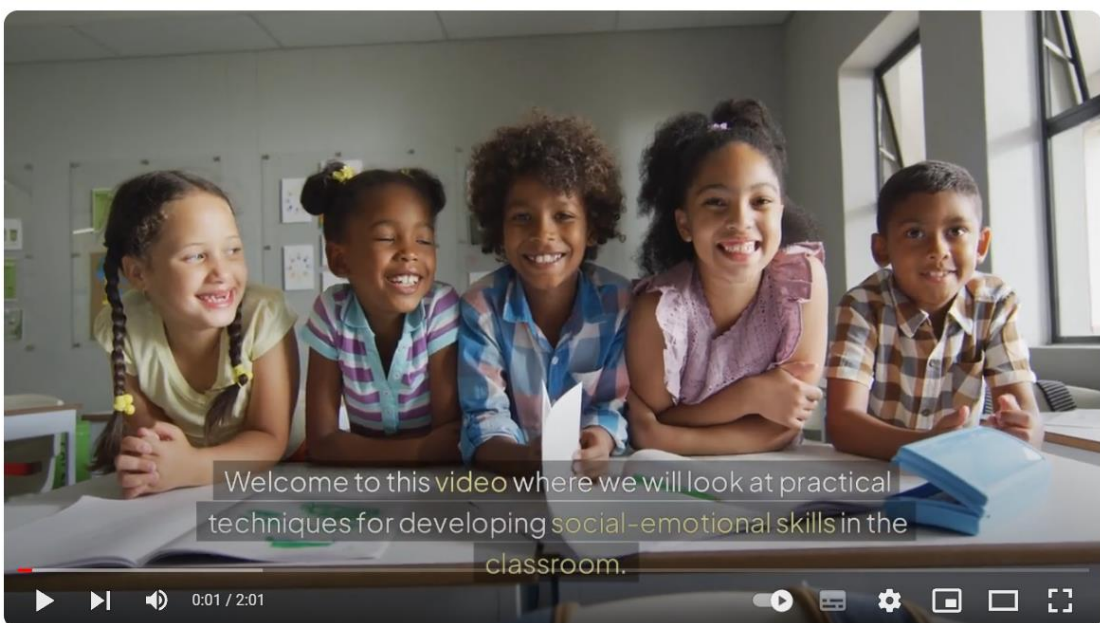 Welcome to this video where we will look at practical
techniques for developing social-emotional skills in the
classroom.
0:01 / 2:01